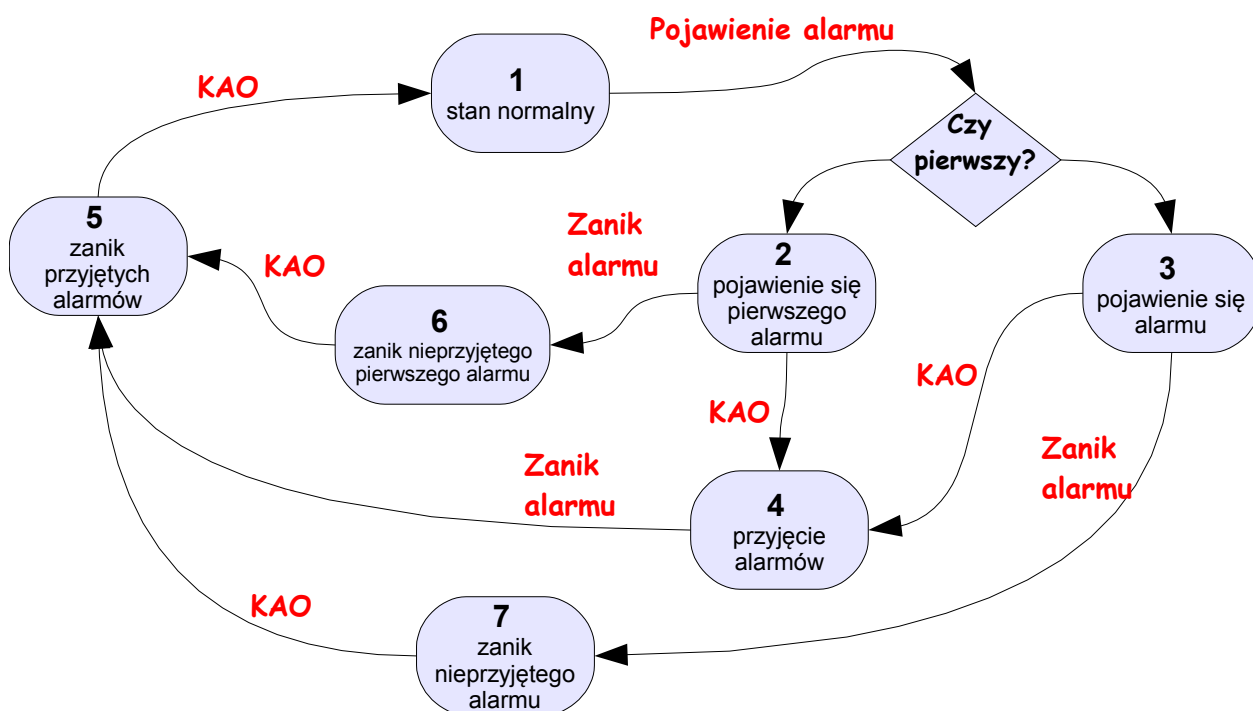 Pojawienie alarmu
KAO
1
stan normalny
Czy
pierwszy?
5
zanik
przyjętych
alarmów
KAO
Zanik
alarmu
2
pojawienie się
pierwszego
alarmu
3
pojawienie się
alarmu
6
zanik nieprzyjętego
pierwszego alarmu
KAO
KAO
Zanik
alarmu
Zanik
alarmu
4
przyjęcie
alarmów
KAO
7
zanik
nieprzyjętego
alarmu